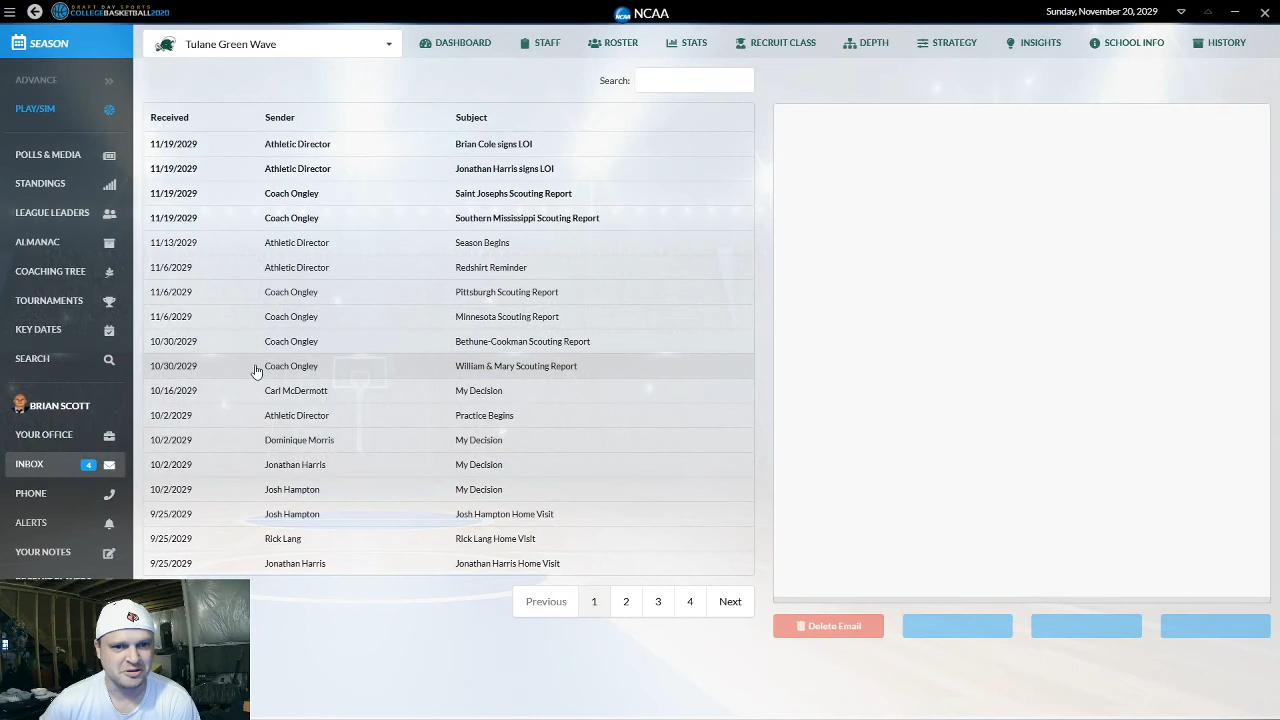 DRAFT DAY SPORTS
COLLEGE BASKETBALL 2020
NCAA
Sunday, November 20, 2029
SEASON
Tulane Green Wave
DASHBOARD STAFF ROSTER STATS RECRUIT CLASS DEPTH STRATEGY INSIGHTS SCHOOL INFO HISTORY
ADVANCE
PLAY/SIM
POLLS & MEDIA
STANDINGS
LEAGUE LEADERS
ALMANAC
COACHING TREE
TOURNAMENTS
KEY DATES
SEARCH
BRIAN SCOTT
YOUR OFFICE
INBOX 4
PHONE
ALERTS
YOUR NOTES
Search:
Received Sender Subject
11/19/2029 Athletic Director Brian Cole signs LOI
11/19/2029 Athletic Director Jonathan Harris signs LOI
11/19/2029 Coach Ongley Saint Josephs Scouting Report
11/19/2029 Coach Ongley Southern Mississippi Scouting Report
11/13/2029 Athletic Director Season Begins
11/6/2029 Athletic Director Redshirt Reminder
11/6/2029 Coach Ongley Pittsburgh Scouting Report
11/6/2029 Coach Ongley Minnesota Scouting Report
10/30/2029 Coach Ongley Bethune-Cookman Scouting Report
10/30/2029 Coach Ongley William & Mary Scouting Report
10/16/2029 Carl McDermott My Decision
10/2/2029 Athletic Director Practice Begins
10/2/2029 Dominique Morris My Decision
10/2/2029 Jonathan Harris My Decision
10/2/2029 Josh Hampton My Decision
9/25/2029 Josh Hampton Josh Hampton Home Visit
9/25/2029 Rick Lang Rick Lang Home Visit
9/25/2029 Jonathan Harris Jonathan Harris Home Visit
Previous 1 2 3 4 Next
Delete Email